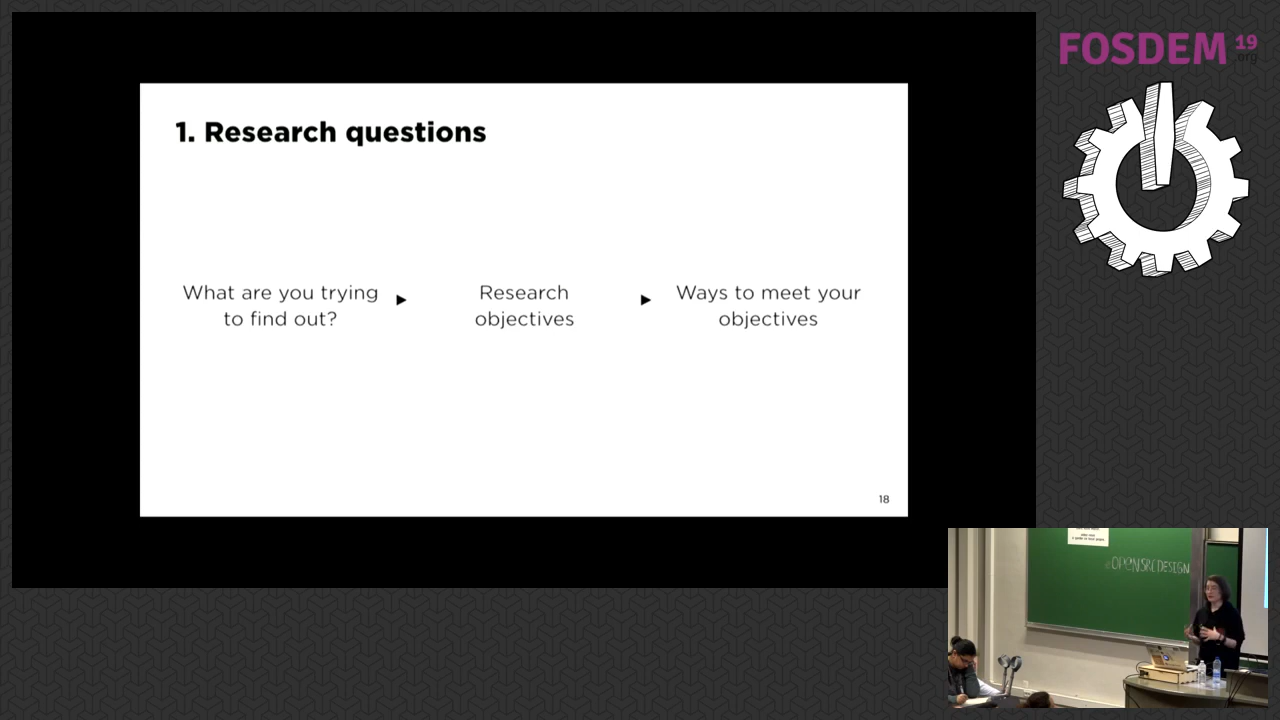 1. Research questions
What are you trying
to find out?
▶
Research
objectives
▶
Ways to meet your
objectives
18
FOSDEM 19
.org
@OPENSRCDESIGN